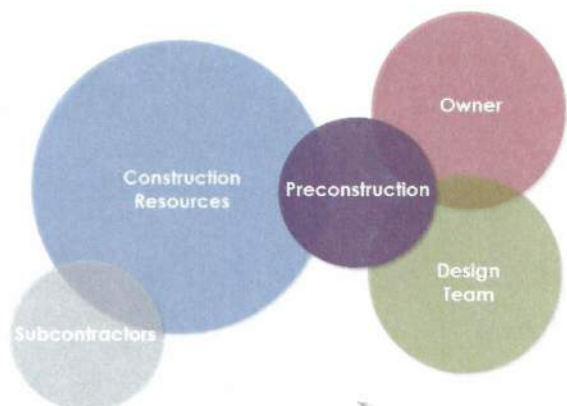 Owner
Construction
Resources
Preconstruction
Design
Team
Subcontractors